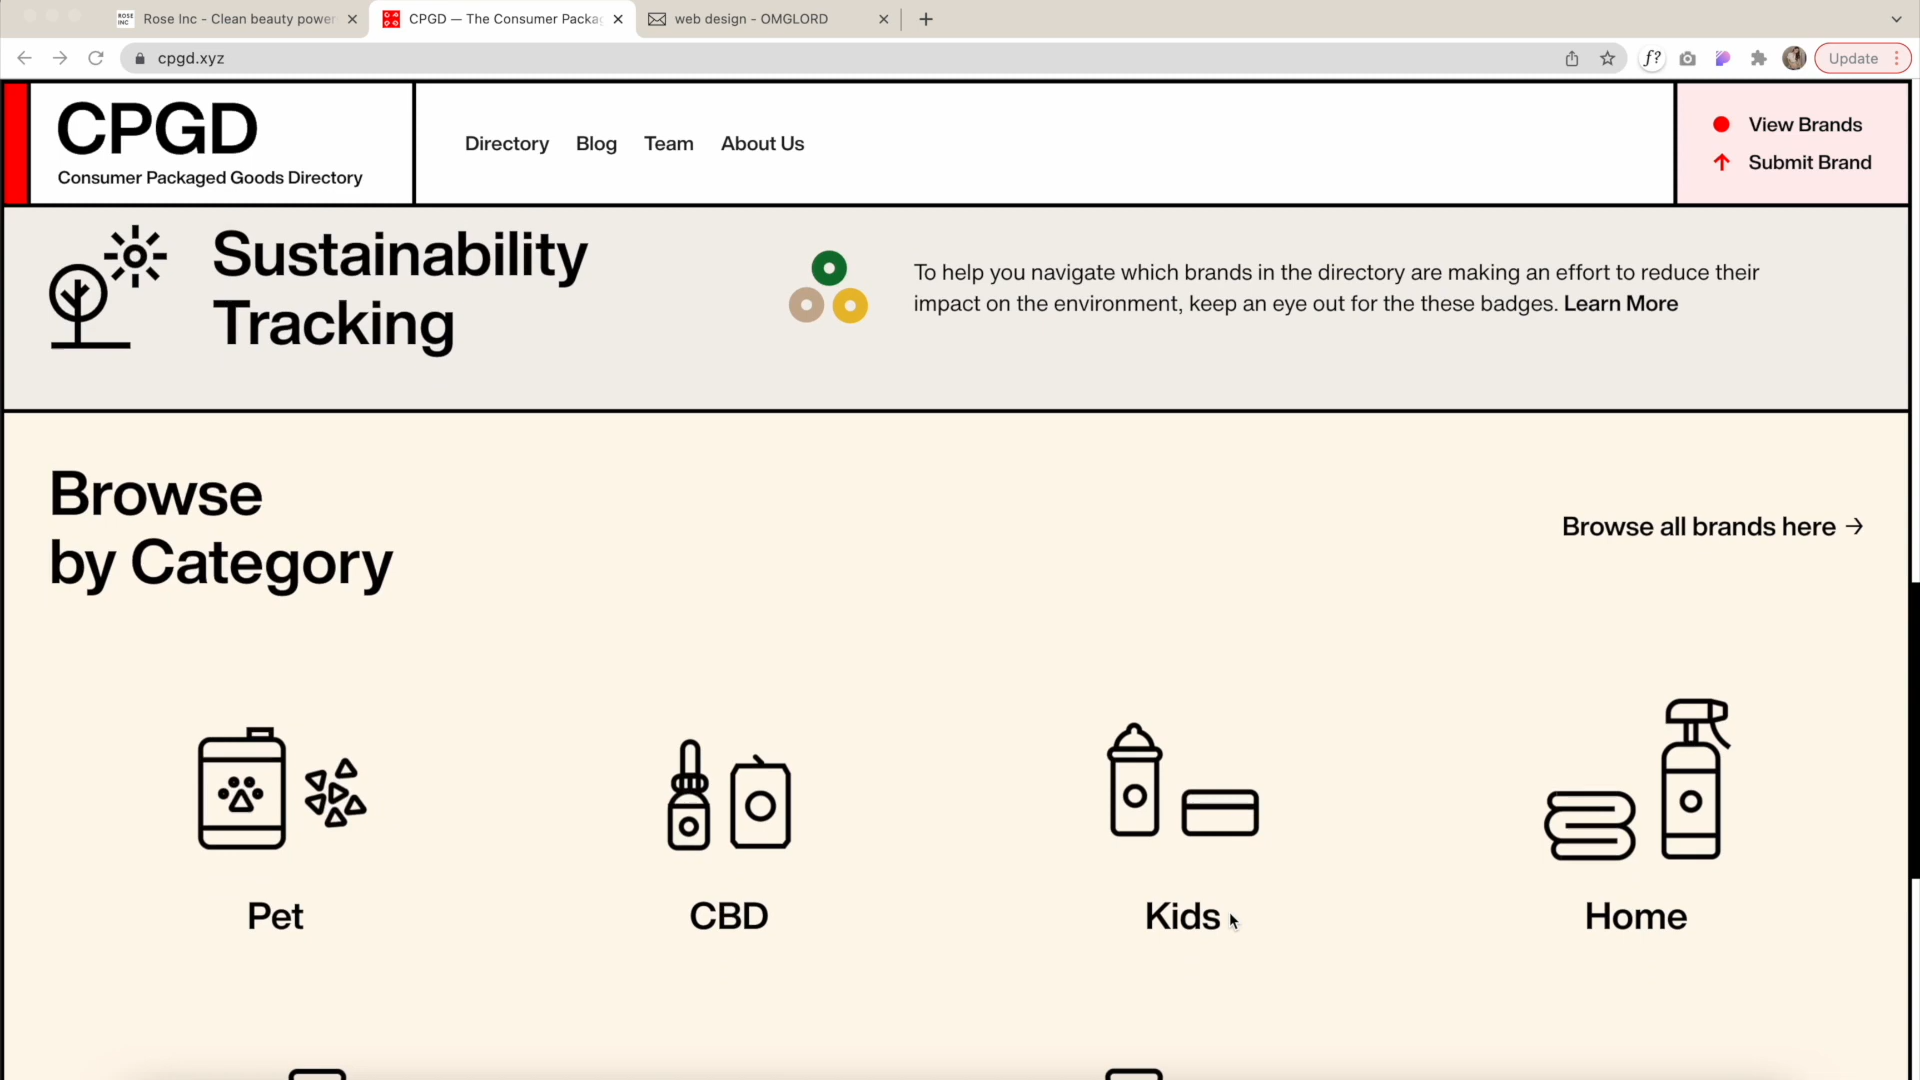 ROSE
INC
Rose Inc - Clean beauty power
CPGD — The Consumer Packa
web design - OMGLORD
cpgd.xyz
f?
Update
CPGD
Consumer Packaged Goods Directory
Directory
Blog
Team
About Us
View Brands
Submit Brand
Sustainability
Tracking
To help you navigate which brands in the directory are making an effort to reduce their
impact on the environment, keep an eye out for the these badges. Learn More
Browse
by Category
Browse all brands here →
Pet
CBD
Kids
Home